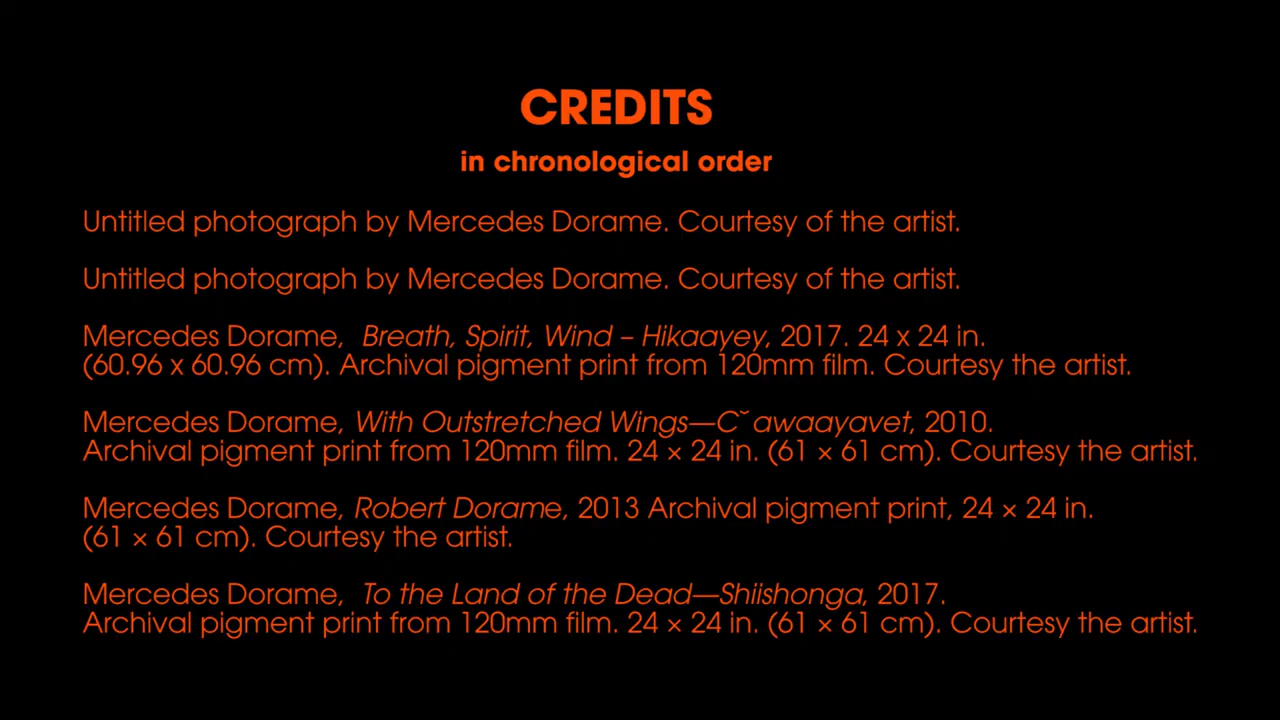 CREDITS
in chronological order
Untitled photograph by Mercedes Dorame. Courtesy of the artist.
Untitled photograph by Mercedes Dorame. Courtesy of the artist.
Mercedes Dorame,  Breath, Spirit, Wind – Hikaayey, 2017. 24 x 24 in.
(60.96 x 60.96 cm). Archival pigment print from 120mm film. Courtesy the artist.
Mercedes Dorame, With Outstretched Wings—C˘ awaayavet, 2010.
Archival pigment print from 120mm film. 24 × 24 in. (61 × 61 cm). Courtesy the artist.
Mercedes Dorame, Robert Dorame, 2013 Archival pigment print, 24 × 24 in.
(61 × 61 cm). Courtesy the artist.
Mercedes Dorame,  To the Land of the Dead—Shiishonga, 2017.
Archival pigment print from 120mm film. 24 × 24 in. (61 × 61 cm). Courtesy the artist.